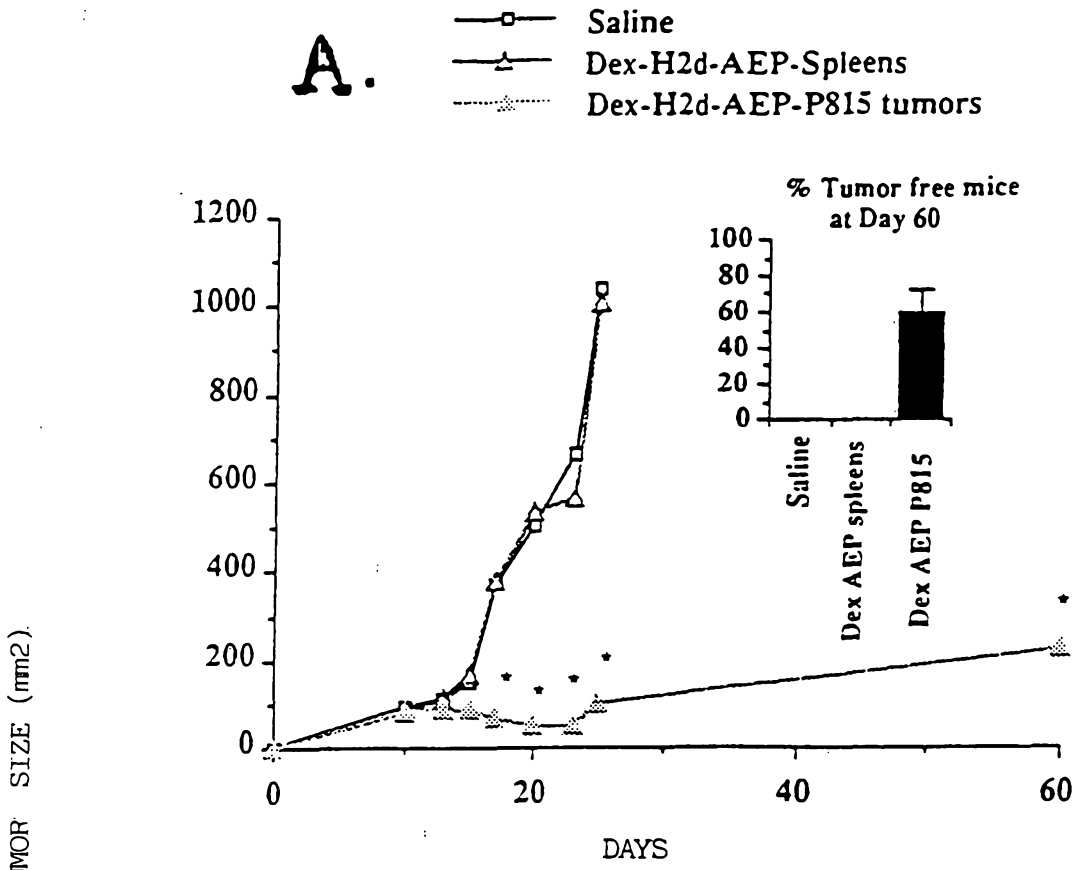 A.
Saline
Dex-H2d-AEP-Spleens
Dex-H2d-AEP-P815 tumors
% Tumor free mice
at Day 60
100
80
60
40
20
0
Saline
Dex AEP spleens
Dex AEP P815
1200
1000
800
600
400
200
0
0
20
40
60
DAYS
MOR SIZE (mm2).